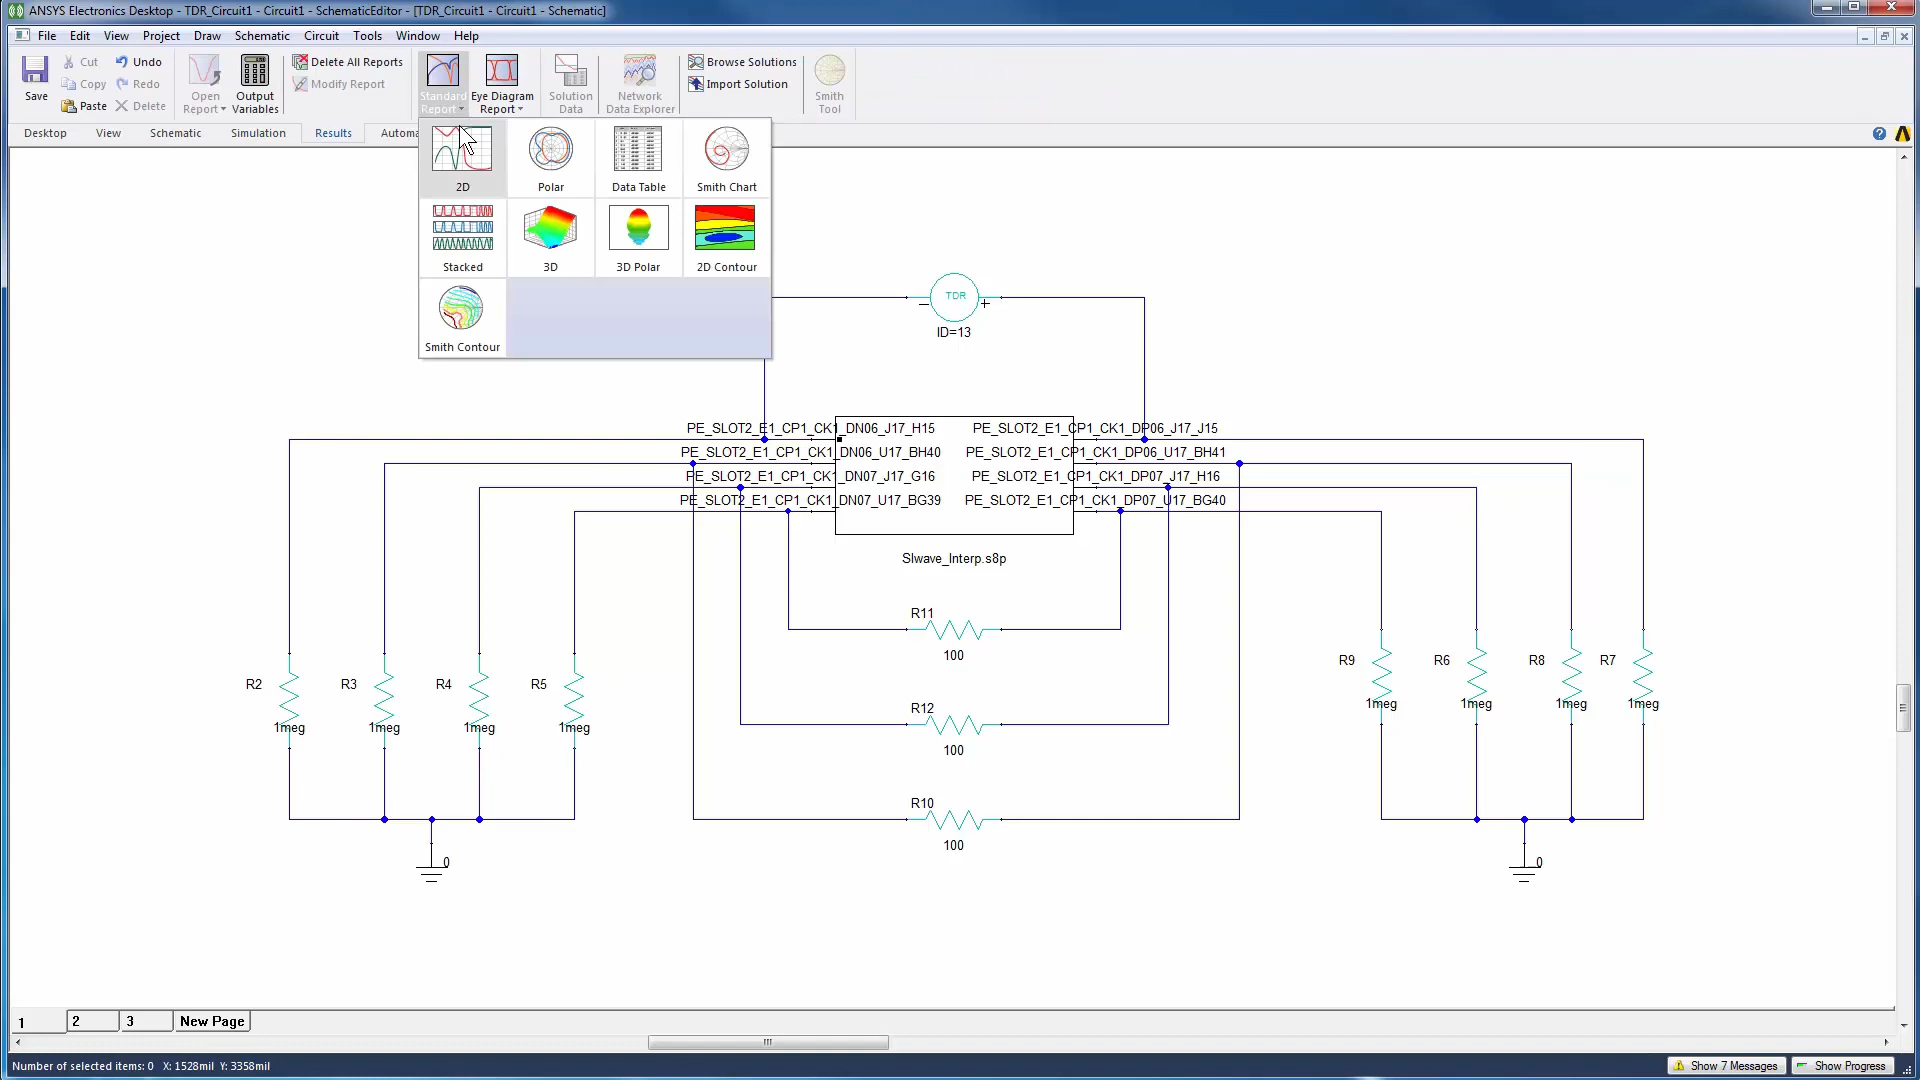 ANSYS Electronics Desktop - TDR_Circuit1 - Circuit1 - SchematicEditor - [TDR_Circuit1 - Circuit1 - Schematic]
File Edit View Project Draw Schematic Circuit Tools Window Help
Save
Cut
Copy
Paste
Undo
Redo
Delete
Open Report
Output Variables
Delete All Reports
Modify Report
Standard Report
Eye Diagram Report
Solution Data
Network Data Explorer
Browse Solutions
Import Solution
Smith Tool
Desktop View Schematic Simulation Results Automa
2D Polar Data Table Smith Chart
Stacked 3D 3D Polar 2D Contour
Smith Contour
TDR
− +
ID=13
PE_SLOT2_E1_CP1_CK1_DN06_J17_H15 PE_SLOT2_E1_CP1_CK1_DP06_J17_J15
PE_SLOT2_E1_CP1_CK1_DN06_U17_BH40 PE_SLOT2_E1_CP1_CK1_DP06_U17_BH41
PE_SLOT2_E1_CP1_CK1_DN07_J17_G16 PE_SLOT2_E1_CP1_CK1_DP07_J17_H16
PE_SLOT2_E1_CP1_CK1_DN07_U17_BG39 PE_SLOT2_E1_CP1_CK1_DP07_U17_BG40
SIwave_Interp.s8p
R11
100
R2 R3 R4 R5
1meg 1meg 1meg 1meg
R9 R6 R8 R7
1meg 1meg 1meg 1meg
R12
100
R10
100
0 0
1 2 3 New Page
Number of selected items: 0 X: 1528mil Y: 3358mil
Show 7 Messages Show Progress